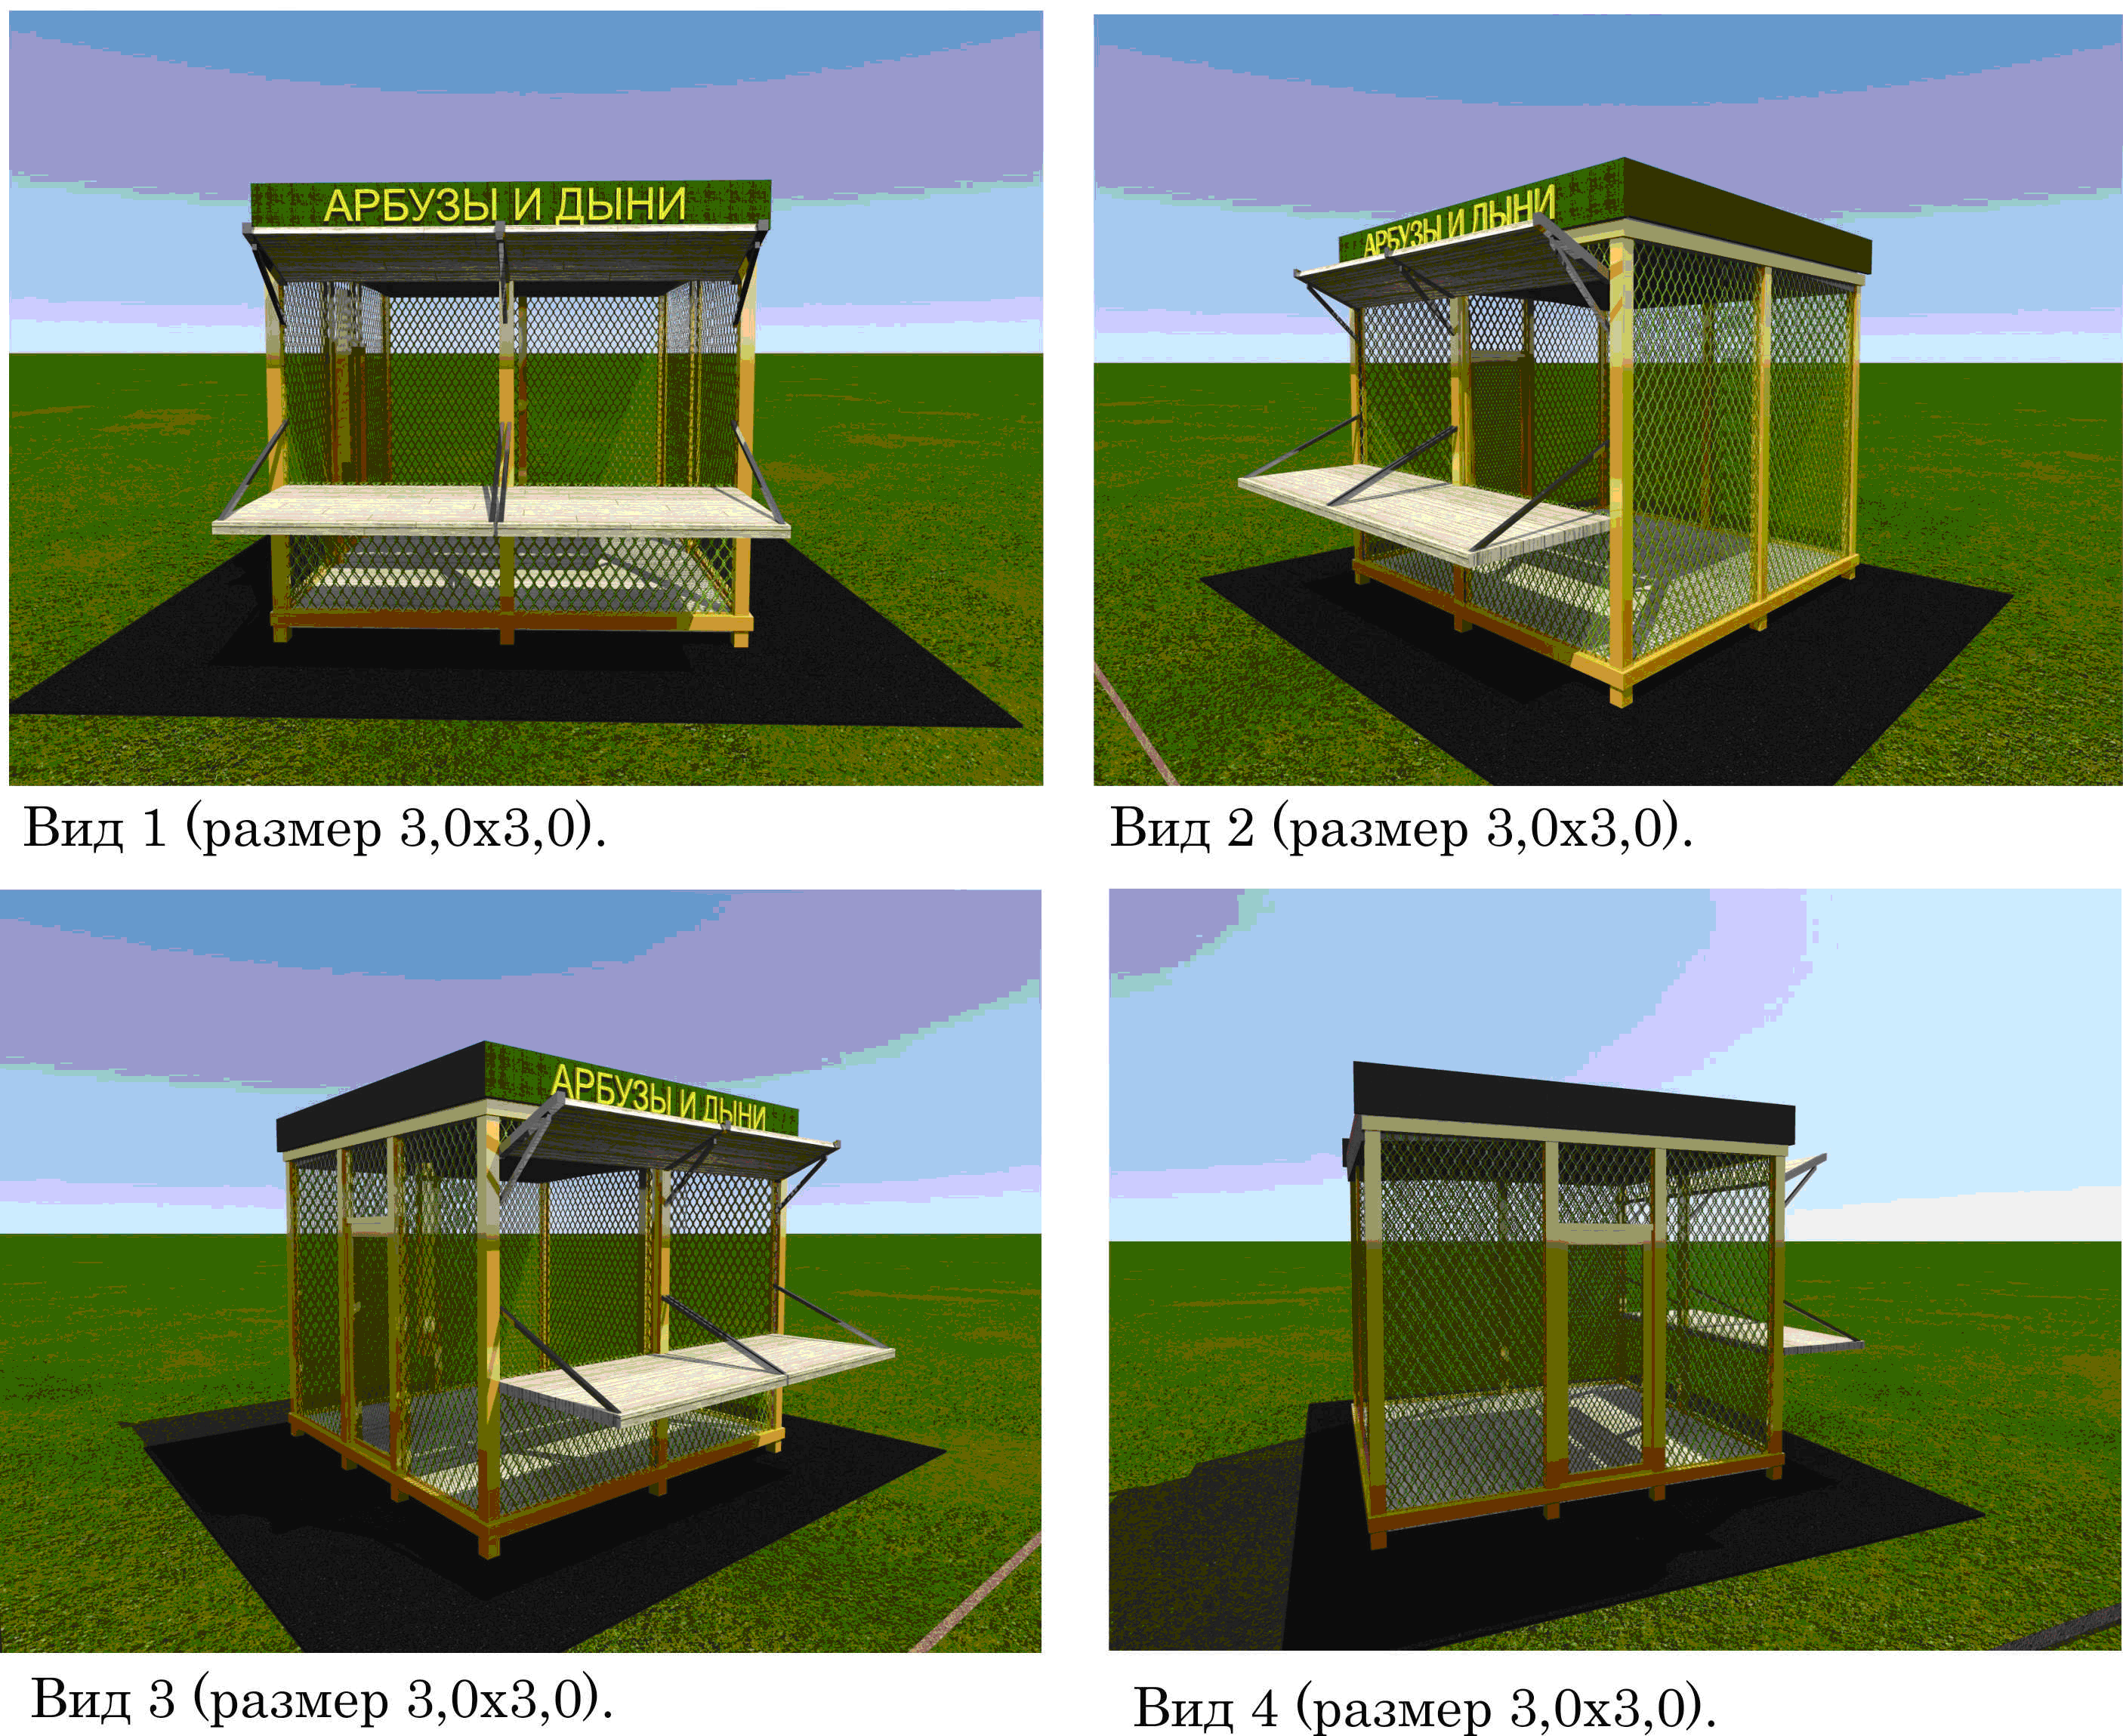 АРБУЗЫ И ДЫНИ
АРБУЗЫ И ДЫНИ
Вид 1 (размер 3,0х3,0).
Вид 2 (размер 3,0х3,0).
АРБУЗЫ И ДЫНИ
Вид 3 (размер 3,0х3,0).
Вид 4 (размер 3,0х3,0).